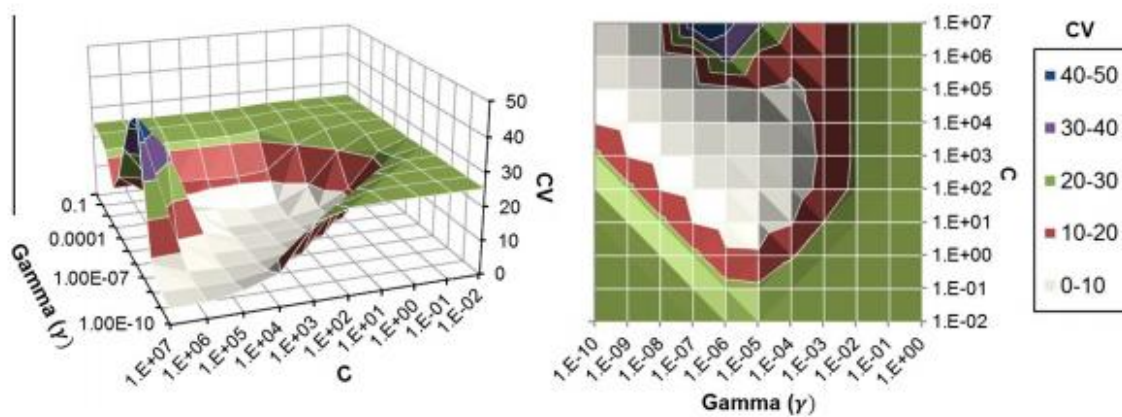 50
40
30
20
10
0
CV
0.1
0.0001
1.00E-07
1.00E-10
Gamma (γ)
1.E+07
1.E+06
1.E+05
1.E+04
1.E+03
1.E+02
1.E+01
1.E+00
1.E-01
1.E-02
C
1.E+07
1.E+06
1.E+05
1.E+04
1.E+03
1.E+02
1.E+01
1.E+00
1.E-01
1.E-02
C
1.E-10
1.E-09
1.E-08
1.E-07
1.E-06
1.E-05
1.E-04
1.E-03
1.E-02
1.E-01
1.E+00
Gamma (γ)
CV
40-50
30-40
20-30
10-20
0-10